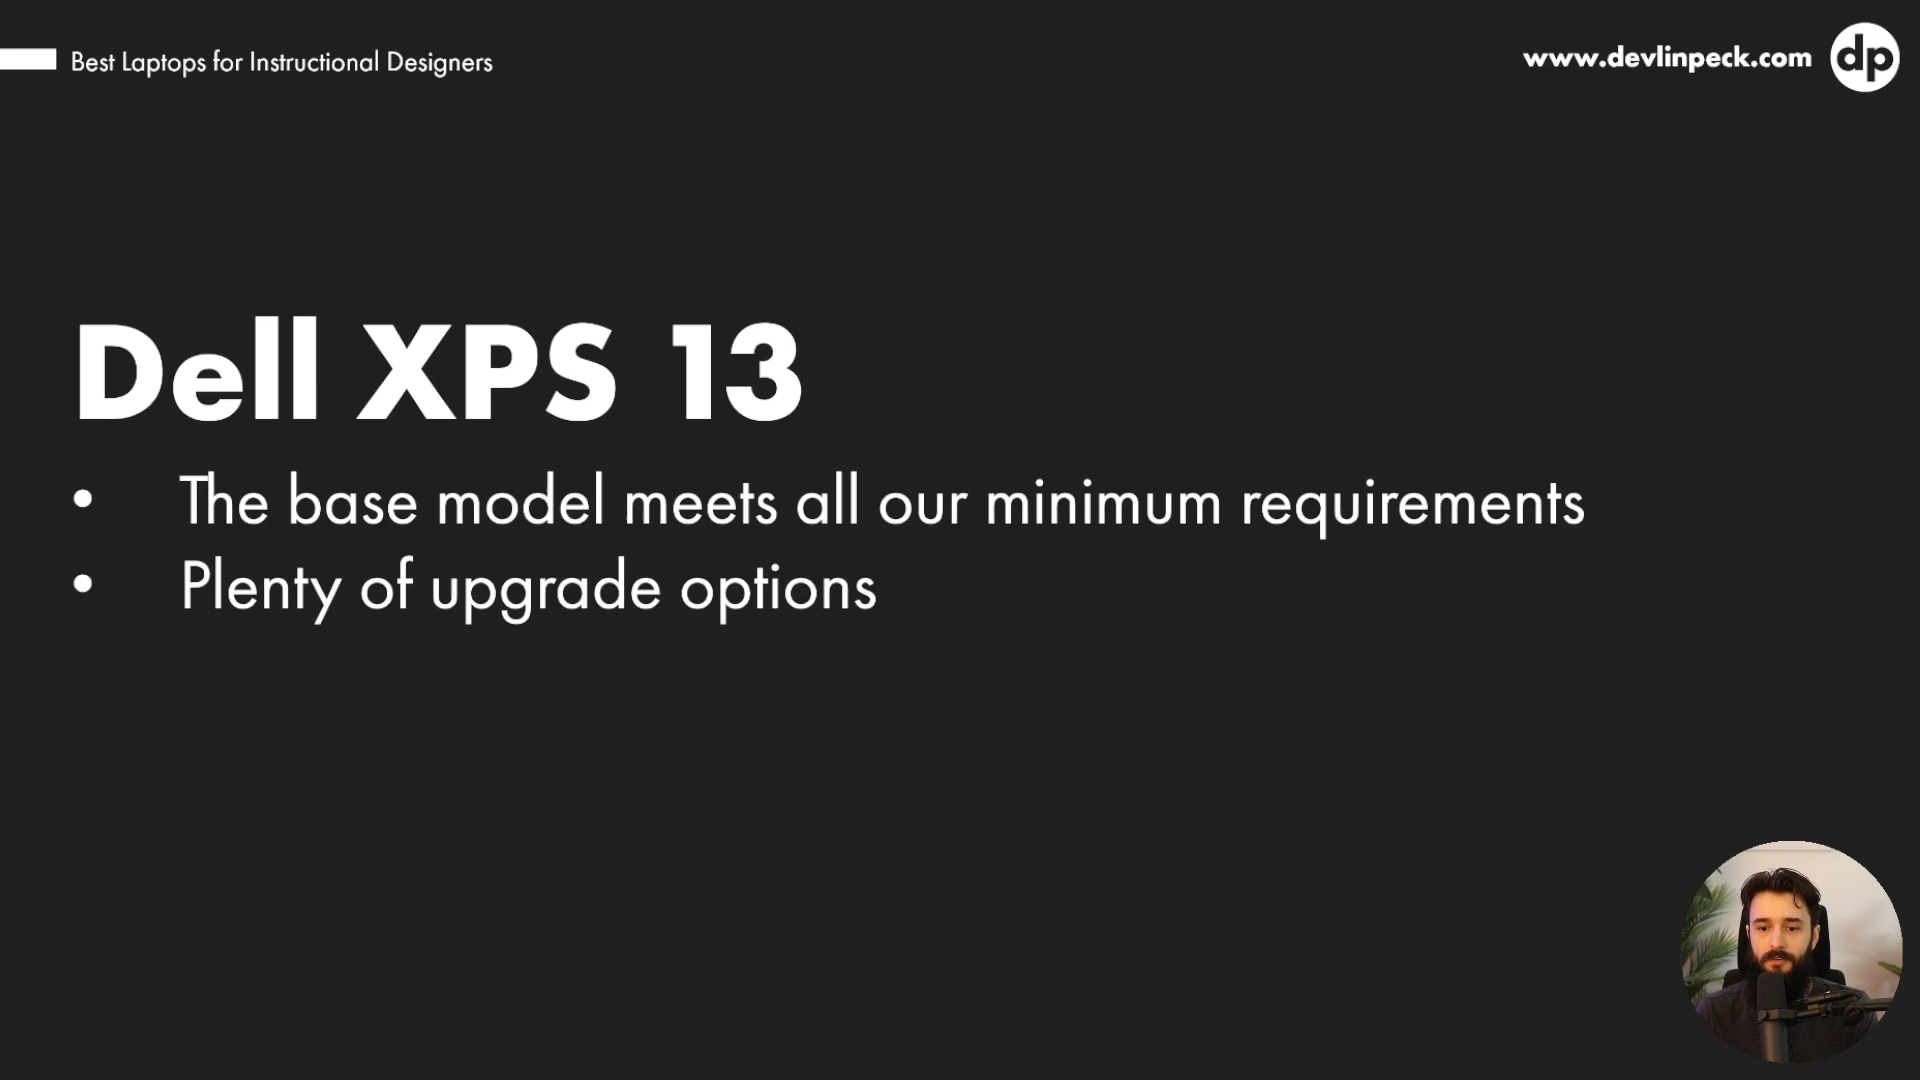 Best Laptops for Instructional Designers
www.devlinpeck.com
dp
Dell XPS 13
• The base model meets all our minimum requirements
• Plenty of upgrade options